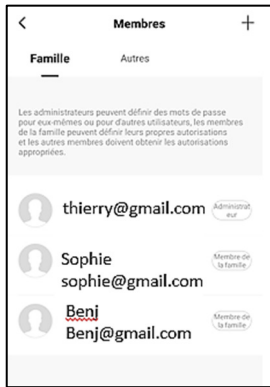 Membres
Famille Autres
Les administrateurs peuvent définir des mots de passe
pour eux-mêmes ou pour d'autres utilisateurs, les membres
de la famille peuvent définir leurs propres autorisations
et les autres membres doivent obtenir les autorisations
appropriées.
thierry@gmail.com Administrat
eur
Sophie
sophie@gmail.com
Membre de
la famille
Benj
Benj@gmail.com
Membre de
la famille